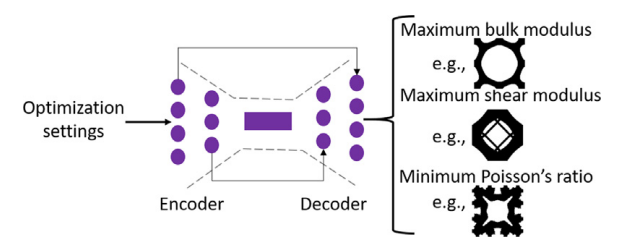 Optimization
settings
Encoder
Decoder
Maximum bulk modulus
e.g.,
Maximum shear modulus
e.g.,
Minimum Poisson's ratio
e.g.,